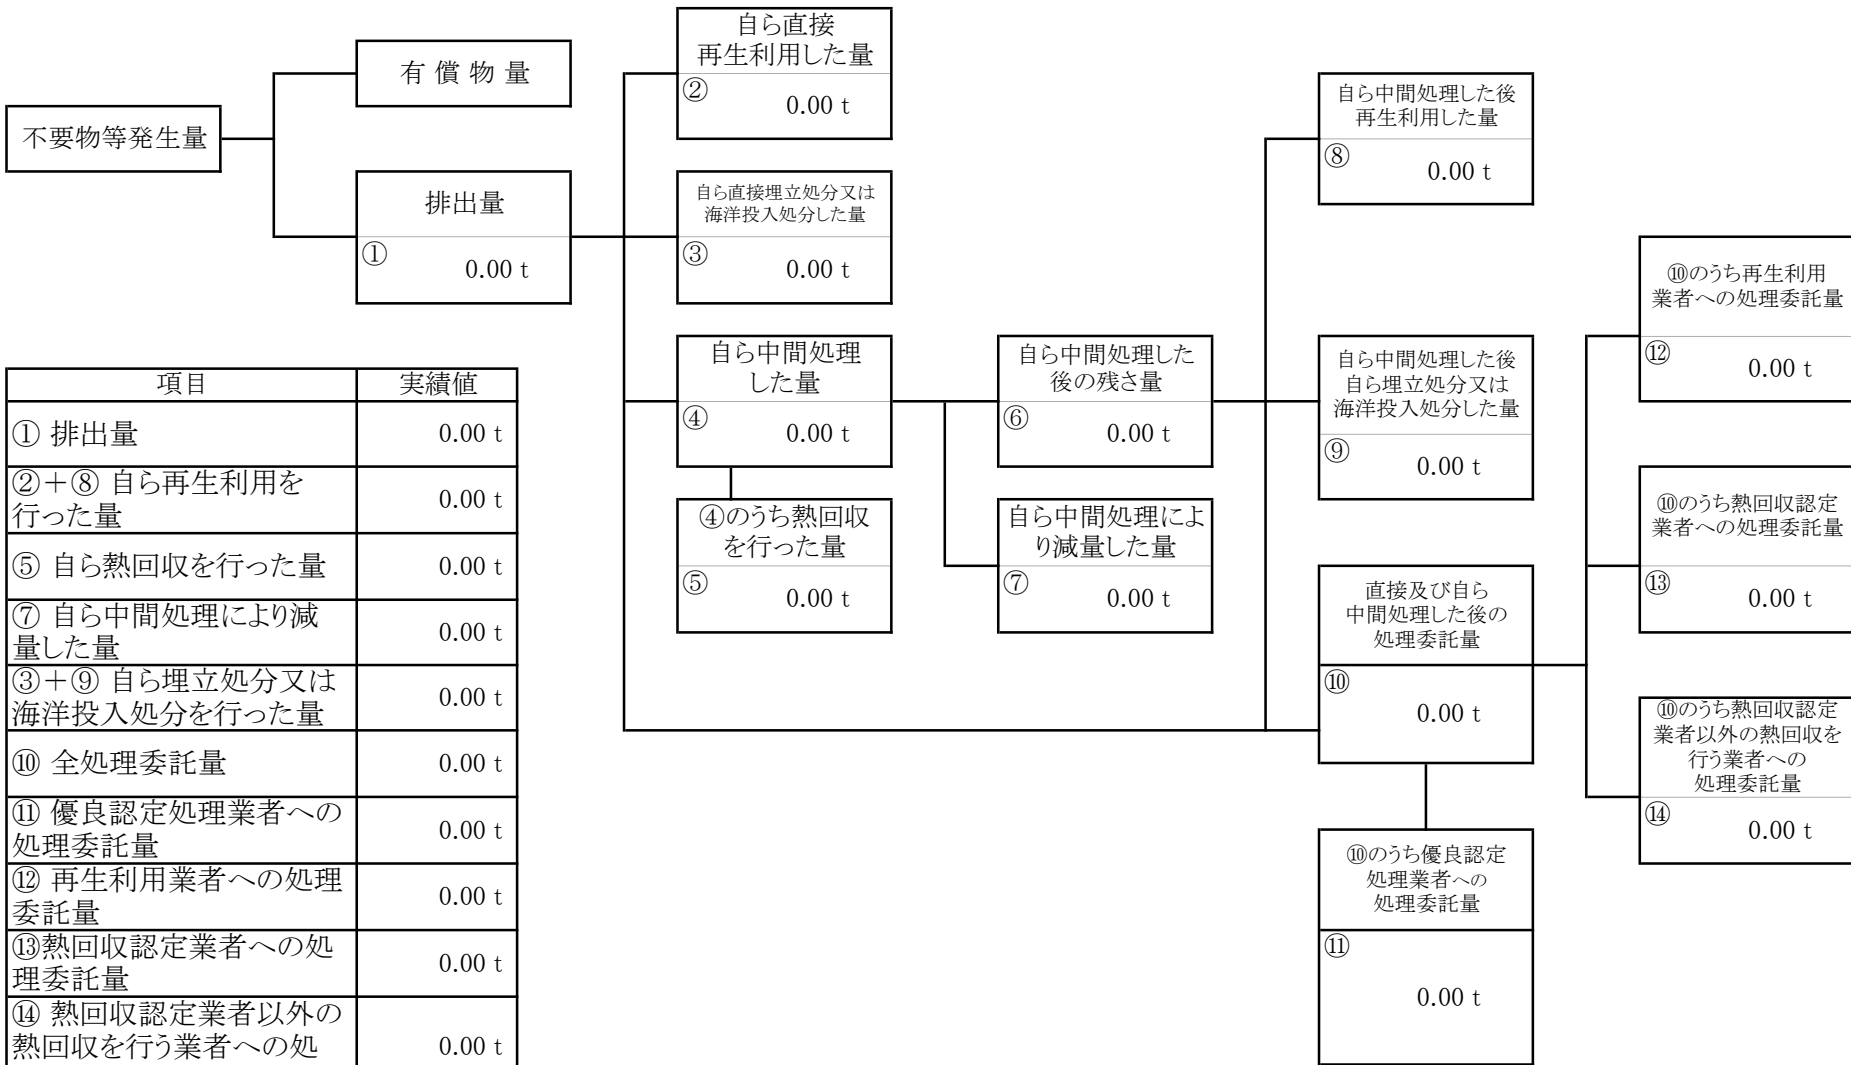 不要物等発生量
有 償 物 量
排出量
①
0.00 t
自ら直接
再生利用した量
②
0.00 t
自ら直接埋立処分又は
海洋投入処分した量
③
0.00 t
自ら中間処理
した量
④
0.00 t
④のうち熱回収
を行った量
⑤
0.00 t
自ら中間処理した
後の残さ量
⑥
0.00 t
自ら中間処理によ
り減量した量
⑦
0.00 t
自ら中間処理した後
再生利用した量
⑧
0.00 t
自ら中間処理した後
自ら埋立処分又は
海洋投入処分した量
⑨
0.00 t
直接及び自ら
中間処理した後の
処理委託量
⑩
0.00 t
⑩のうち優良認定
処理業者への
処理委託量
⑪
0.00 t
⑩のうち再生利用
業者への処理委託量
⑫
0.00 t
⑩のうち熱回収認定
業者への処理委託量
⑬
0.00 t
⑩のうち熱回収認定
業者以外の熱回収を
行う業者への
処理委託量
⑭
0.00 t
項目 実績値
① 排出量 0.00 t
②＋⑧ 自ら再生利用を
行った量 0.00 t
⑤ 自ら熱回収を行った量 0.00 t
⑦ 自ら中間処理により減
量した量 0.00 t
③＋⑨ 自ら埋立処分又は
海洋投入処分を行った量 0.00 t
⑩ 全処理委託量 0.00 t
⑪ 優良認定処理業者への
処理委託量 0.00 t
⑫ 再生利用業者への処理
委託量 0.00 t
⑬熱回収認定業者への処
理委託量 0.00 t
⑭ 熱回収認定業者以外の
熱回収を行う業者への処 0.00 t